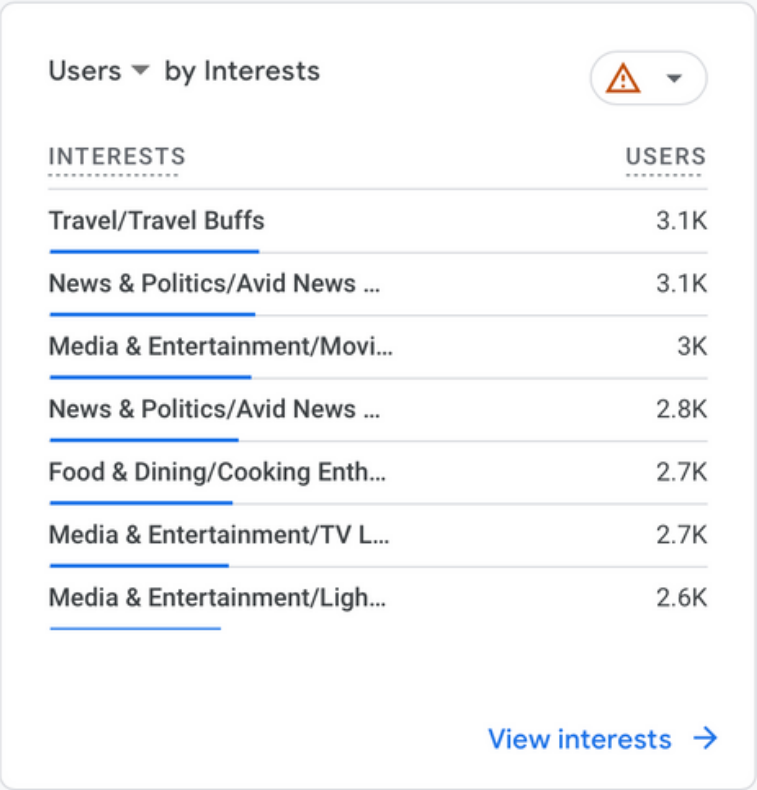 Users by Interests
INTERESTS USERS
Travel/Travel Buffs 3.1K
News & Politics/Avid News ... 3.1K
Media & Entertainment/Movi... 3K
News & Politics/Avid News ... 2.8K
Food & Dining/Cooking Enth... 2.7K
Media & Entertainment/TV L... 2.7K
Media & Entertainment/Ligh... 2.6K
View interests